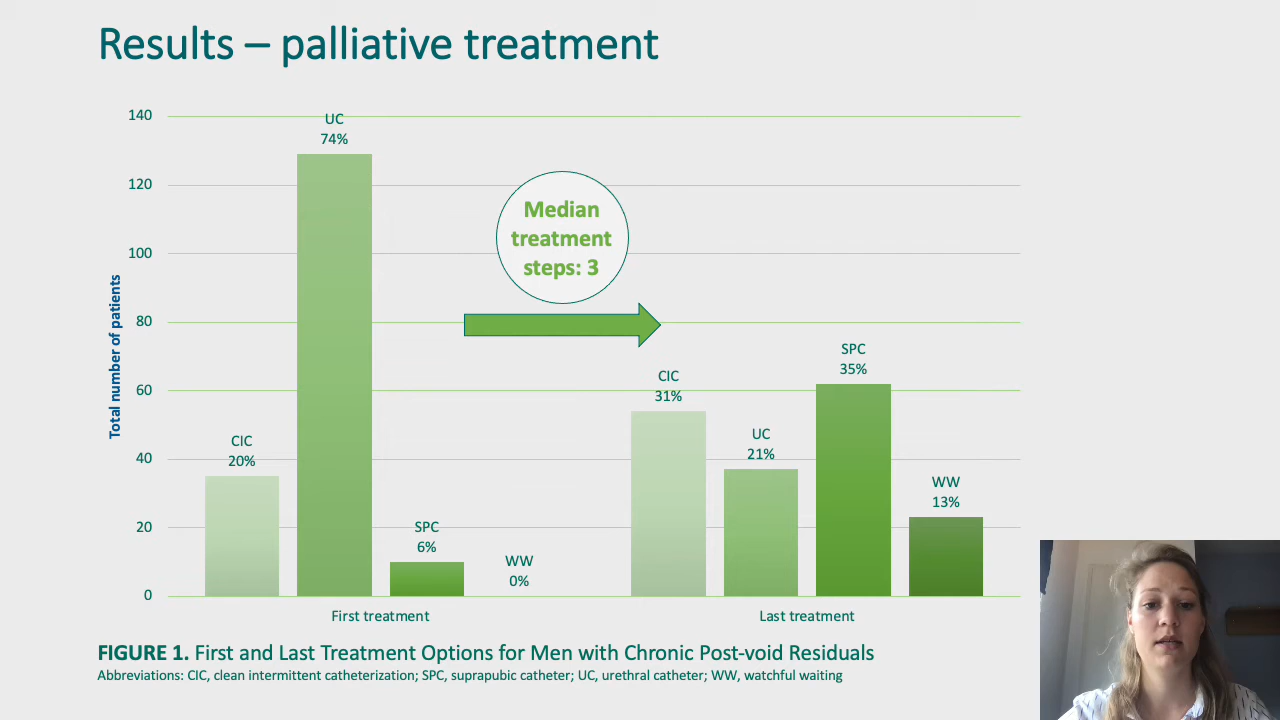 Results – palliative treatment
140
120
100
80
60
40
20
0
Total number of patients
CIC
20%
UC
74%
SPC
6%
WW
0%
Median
treatment
steps: 3
CIC
31%
UC
21%
SPC
35%
WW
13%
First treatment
Last treatment
FIGURE 1. First and Last Treatment Options for Men with Chronic Post-void Residuals
Abbreviations: CIC, clean intermittent catheterization; SPC, suprapubic catheter; UC, urethral catheter; WW, watchful waiting